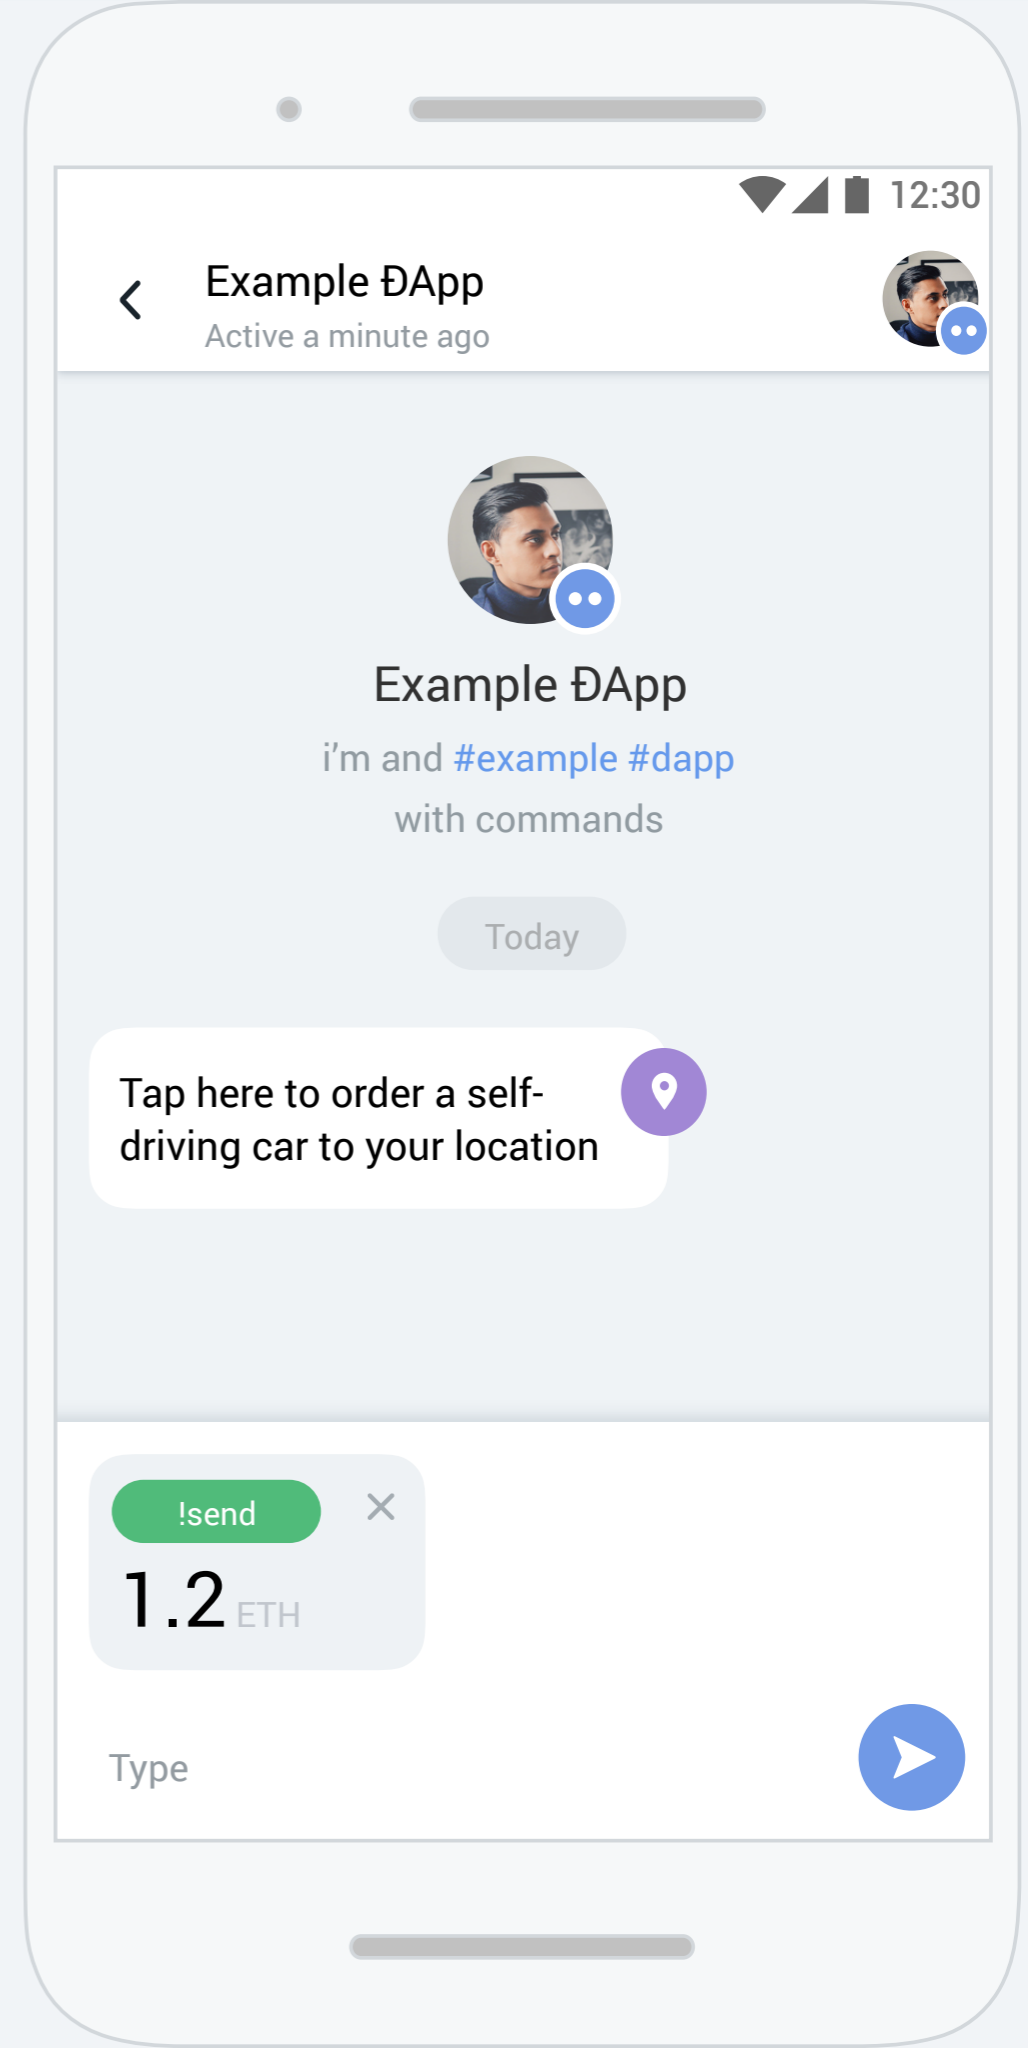 12:30
Example ĐApp
Active a minute ago
Example ĐApp
i’m and #example #dapp
with commands
Today
Tap here to order a self-
driving car to your location
!send
1.2 ETH
Type